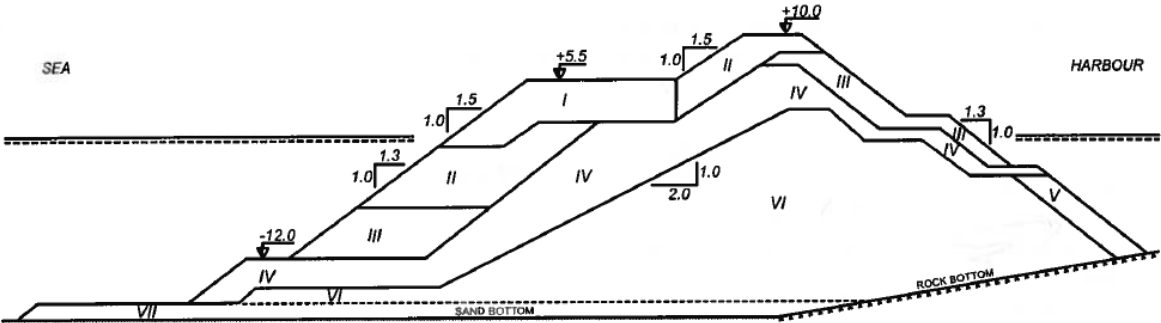 +10.0
1.5
1.0
+5.5
SEA
HARBOUR
II
III
I
IV
1.5
1.0
1.3
1.0
III
IV
1.3
1.0
II
IV
1.0
2.0
V
VI
III
-12.0
IV
VI
VII
SAND BOTTOM
ROCK BOTTOM